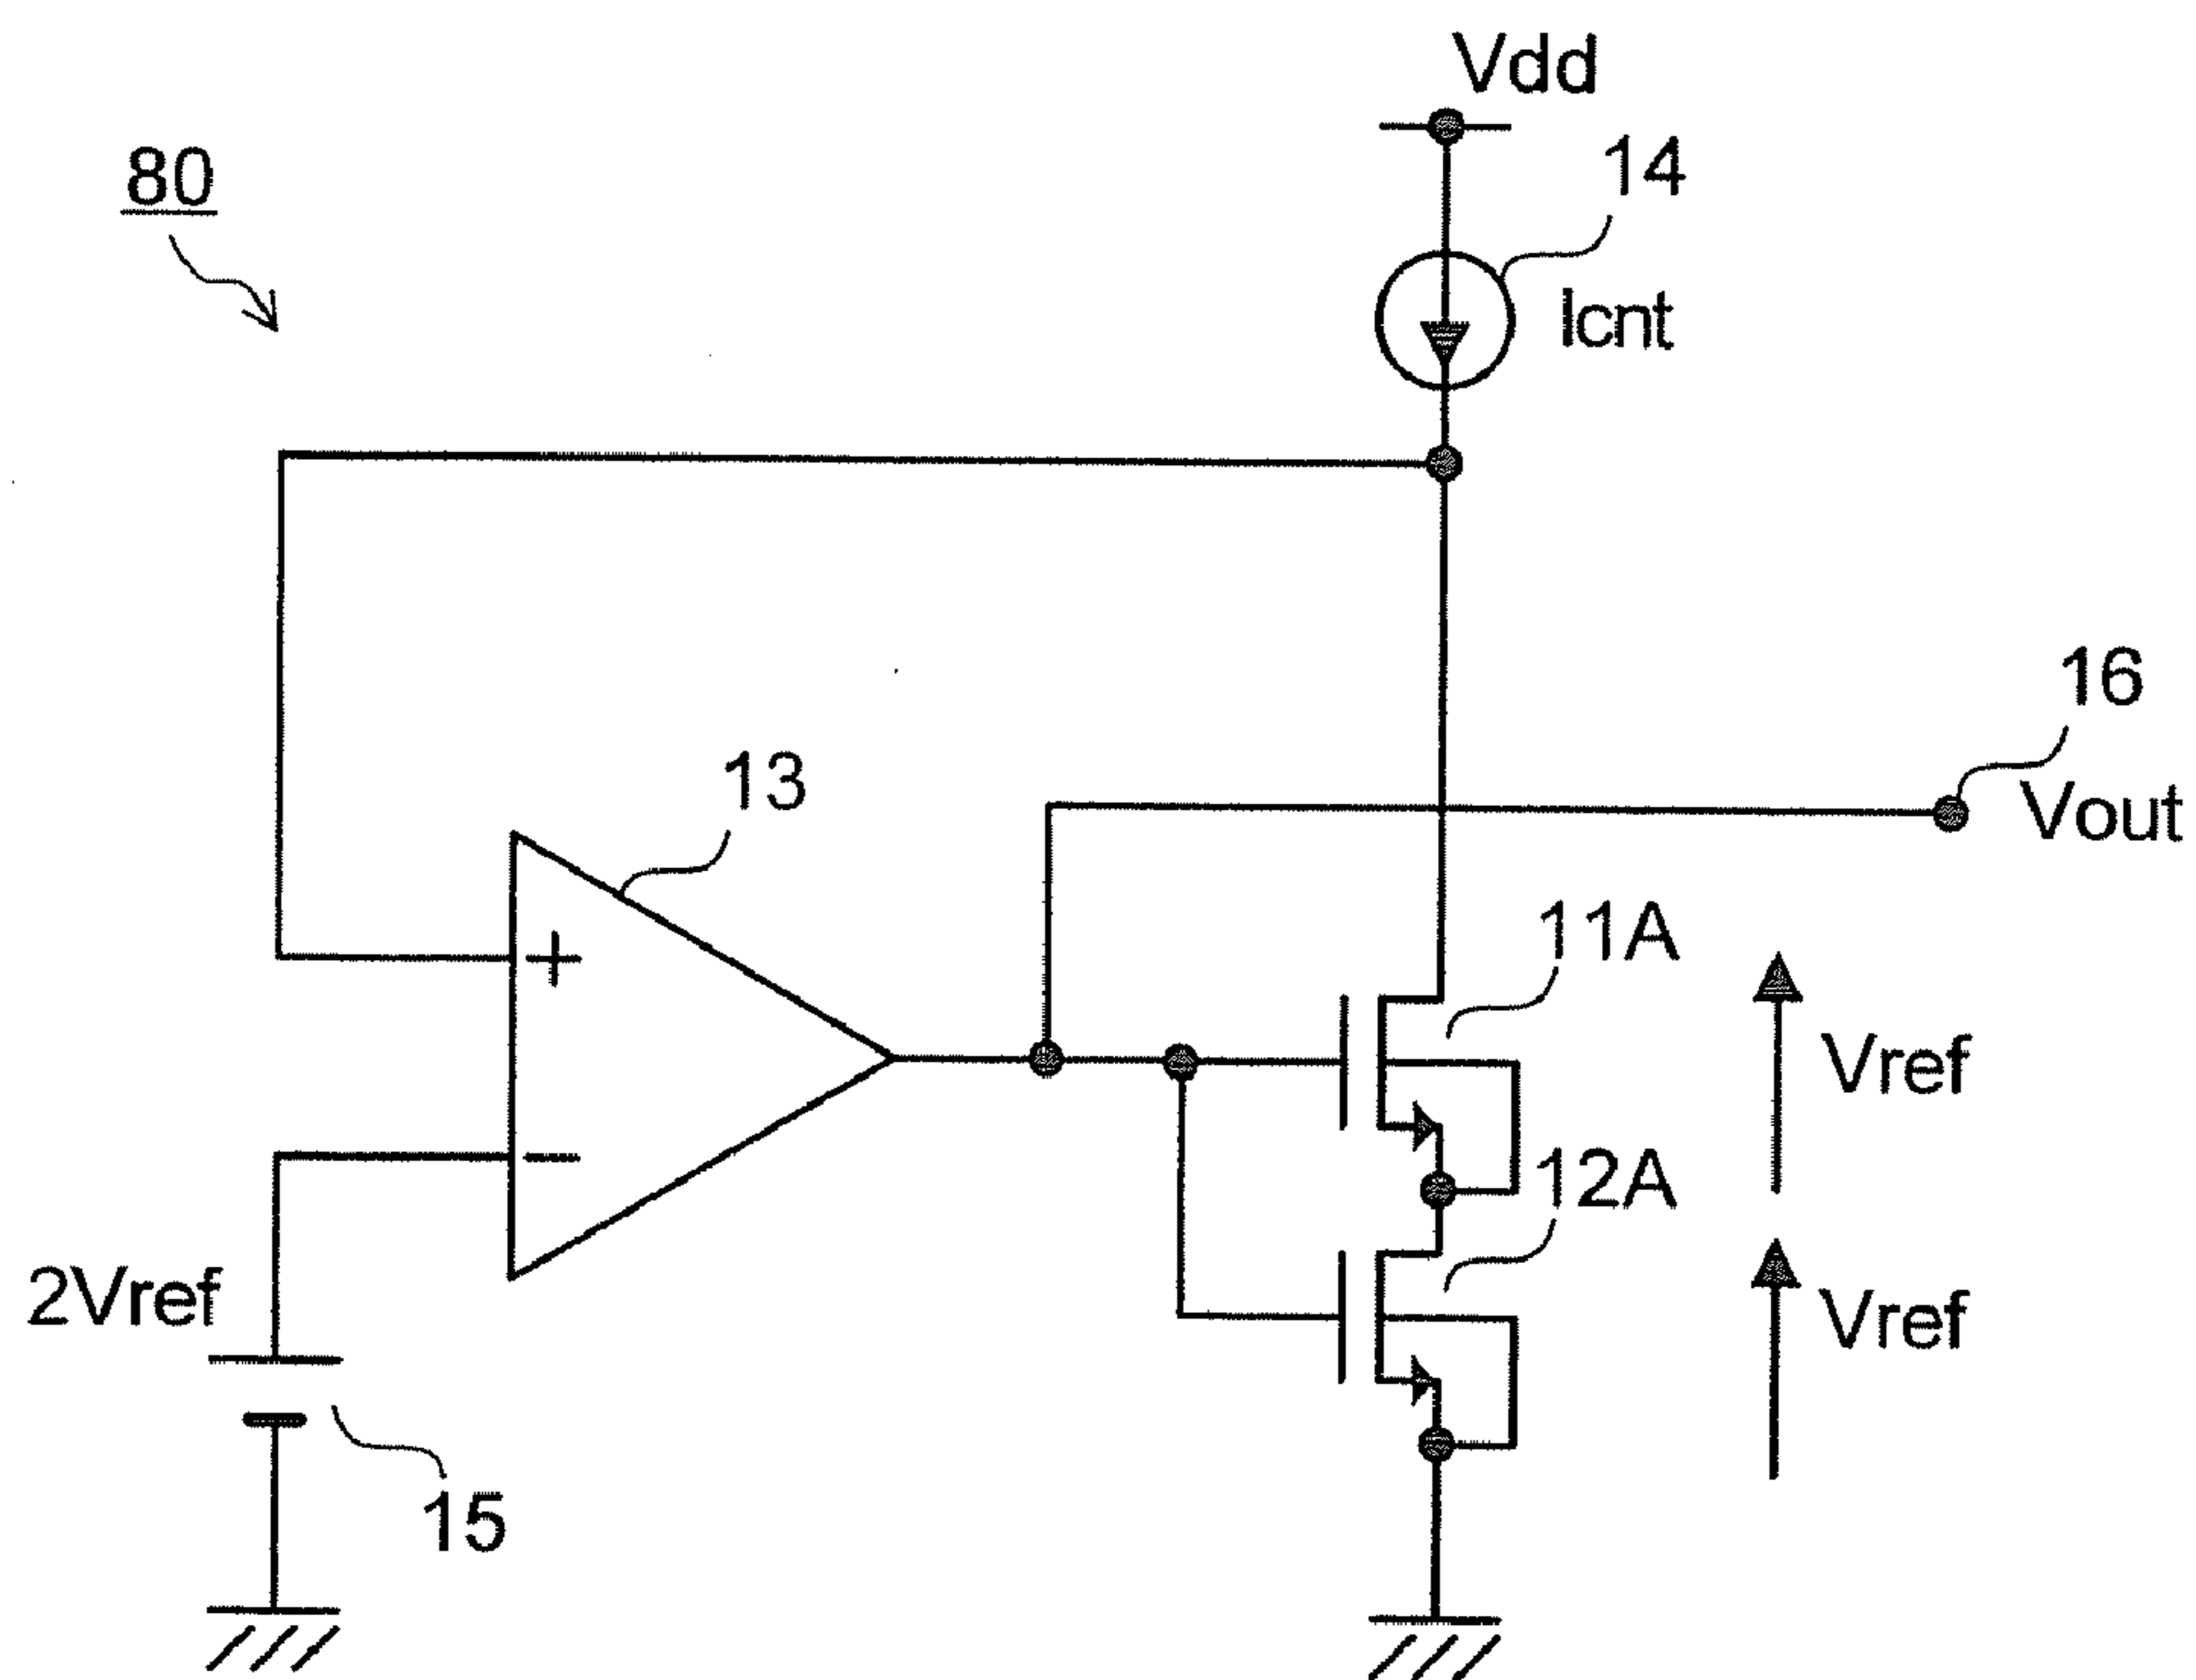 Vdd
80
14
Icnt
16
Vout
13
+
−
11A
Vref
12A
2Vref
Vref
15